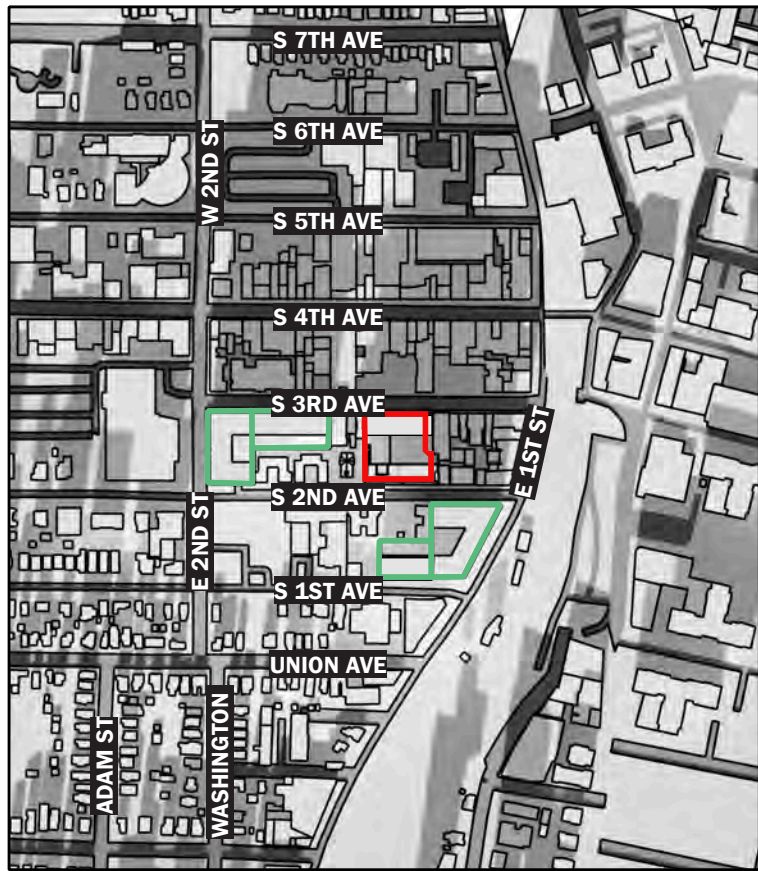 S 7TH AVE
S 6TH AVE
W 2ND ST
S 5TH AVE
S 4TH AVE
S 3RD AVE
E 1ST ST
S 2ND AVE
E 2ND ST
S 1ST AVE
UNION AVE
ADAM ST
WASHINGTON